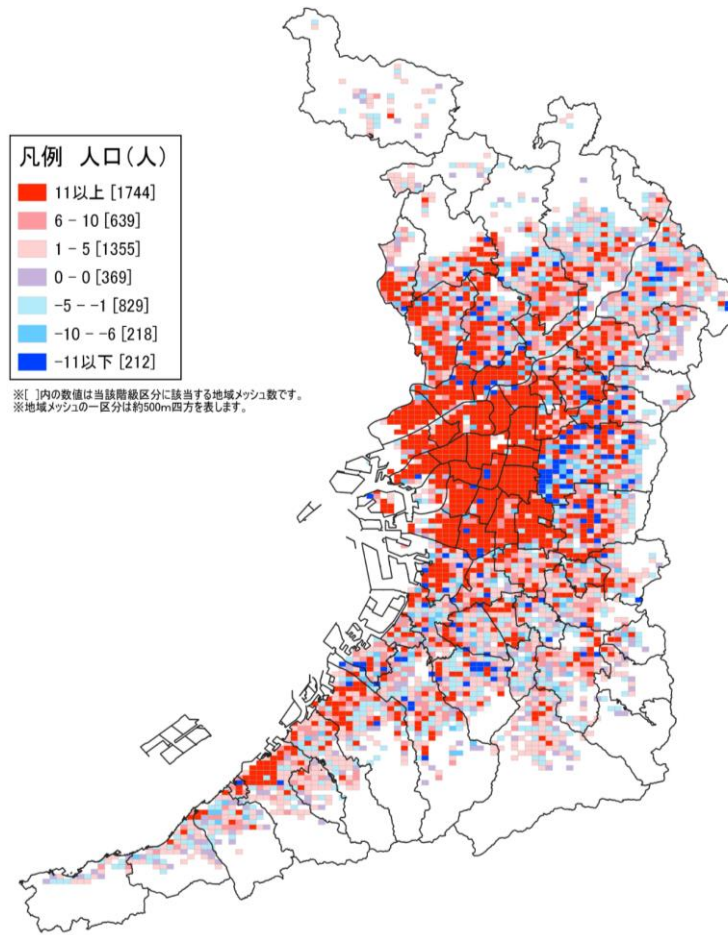 凡例 人口(人)
11以上 [1744]
6 - 10 [639]
1 - 5 [1355]
0 - 0 [369]
-5 - -1 [829]
-10 - -6 [218]
-11以下 [212]
※[ ]内の数値は当該階級区分に該当する地域メッシュ数です。
※地域メッシュの一区分は約500m四方を表します。